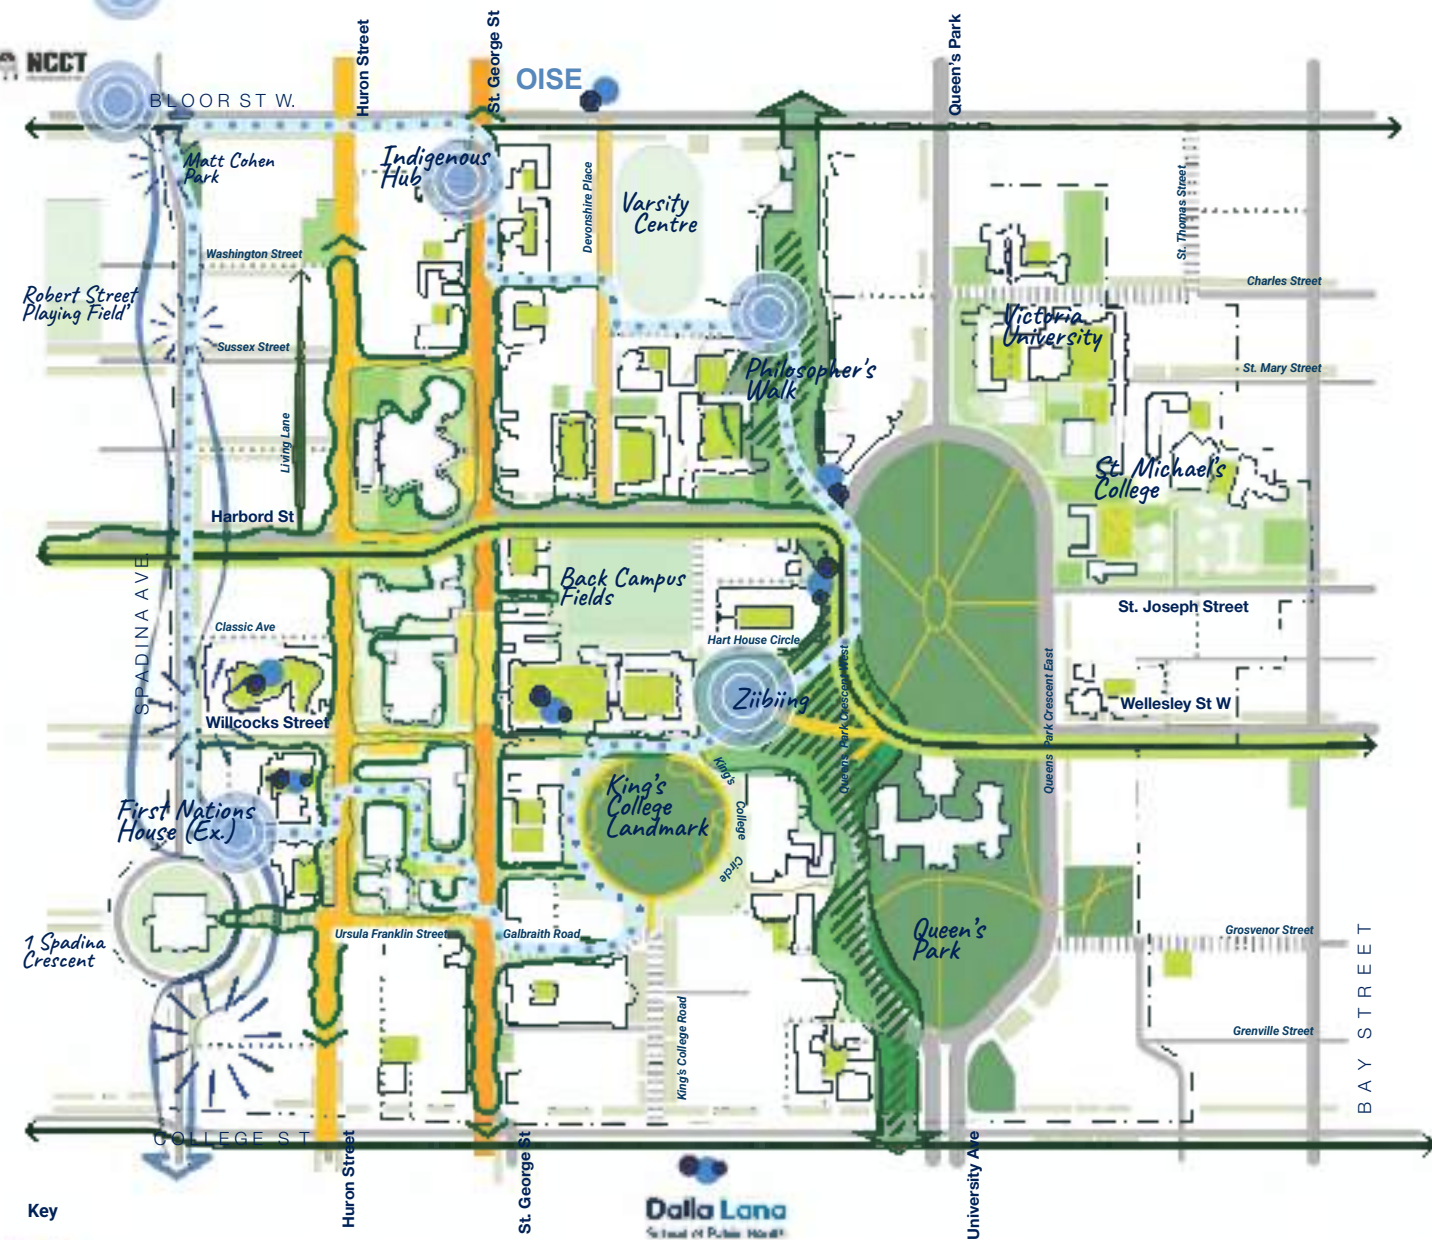 Huron Street
St. George St
Queen's Park
NCCT
OISE
BLOOR ST W.
Matt Cohen
Park
Indigenous
Hub
Devonshire Place
Varsity
Centre
St. Thomas Street
Washington Street
Charles Street
Robert Street
Playing Field'
Sussex Street
Victoria
University
Philosopher's
Walk
St. Mary Street
Living Lane
St. Michael's
College
Harbord St
SPADINA AVE.
Back Campus
Fields
St. Joseph Street
Classic Ave
Hart House Circle
Queens Park Crescent West
Queens Park Crescent East
Ziibiing
Wellesley St W
Willcocks Street
King's
College
Circle
King's
College
Landmark
First Nations
House (Ex.)
1 Spadina
Crescent
Ursula Franklin Street
Galbraith Road
Queen's
Park
Grosvenor Street
BAY STREET
King's College Road
Grenville Street
COLLEGE ST
Huron Street
St. George St
University Ave
Dalla Lana
School of Public Health
Key